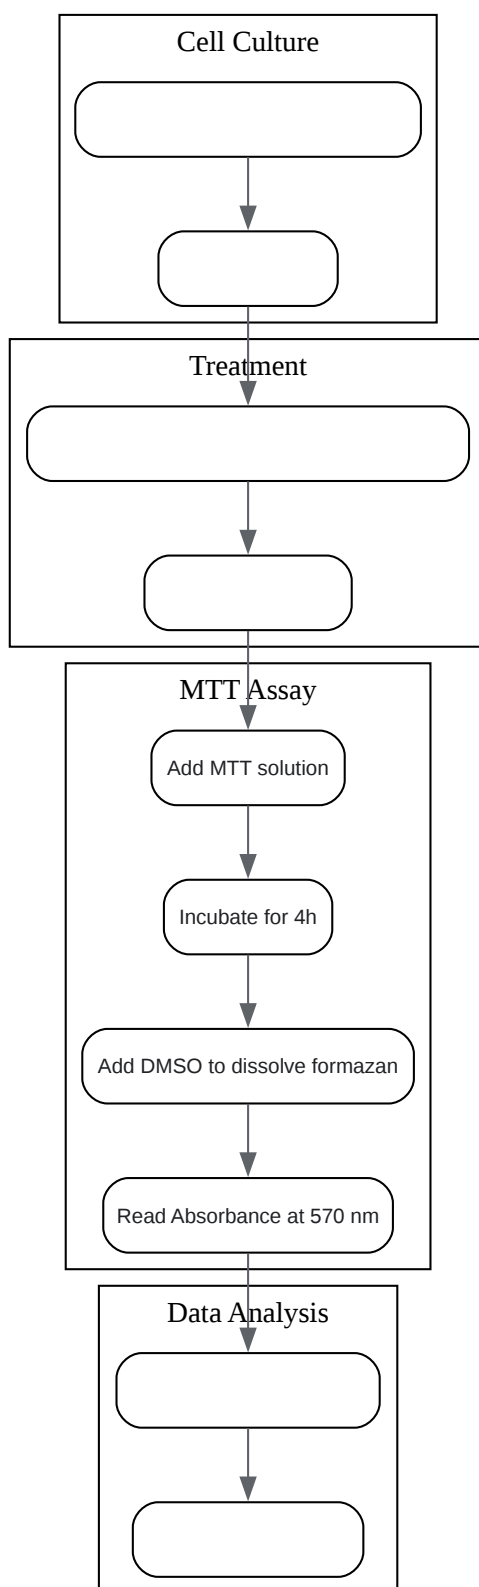 Cell Culture
Treatment
MTT Assay
Add MTT solution
Incubate for 4h
Add DMSO to dissolve formazan
Read Absorbance at 570 nm
Data Analysis